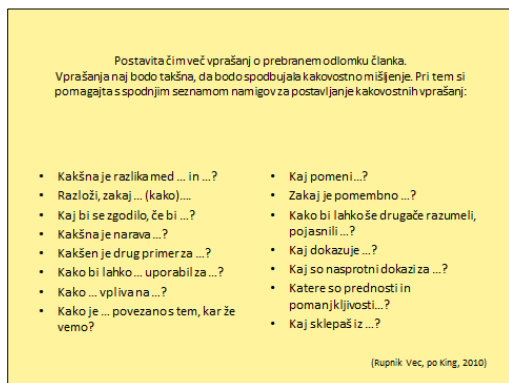 Postavita čim več vprašanj o prebranem odlomku članka.
Vprašanja naj bodo takšna, da bodo spodbujala kakovostno mišljenje. Pri tem si
pomagajta s spodnjim seznamom namigov za postavljanje kakovostnih vprašanj:
• Kakšna je razlika med ... in ...?
• Razloži, zakaj ... (kako)....
• Kaj bi se zgodilo, če bi ...?
• Kakšna je narava ...?
• Kakšen je drug primer za ...?
• Kako bi lahko ... uporabil za ...?
• Kako ... vpliva na ...?
• Kako je ... povezano s tem, kar že
vemo?
• Kaj pomeni ...?
• Zakaj je pomembno ...?
• Kako bi lahko še drugače razumeli,
pojasnili ...?
• Kaj dokazuje ...?
• Kaj so nasprotni dokazi za ...?
• Katere so prednosti in
pomanjkljivosti...?
• Kaj sklepaš iz ...?
(Rupnik Vec, po King, 2010)